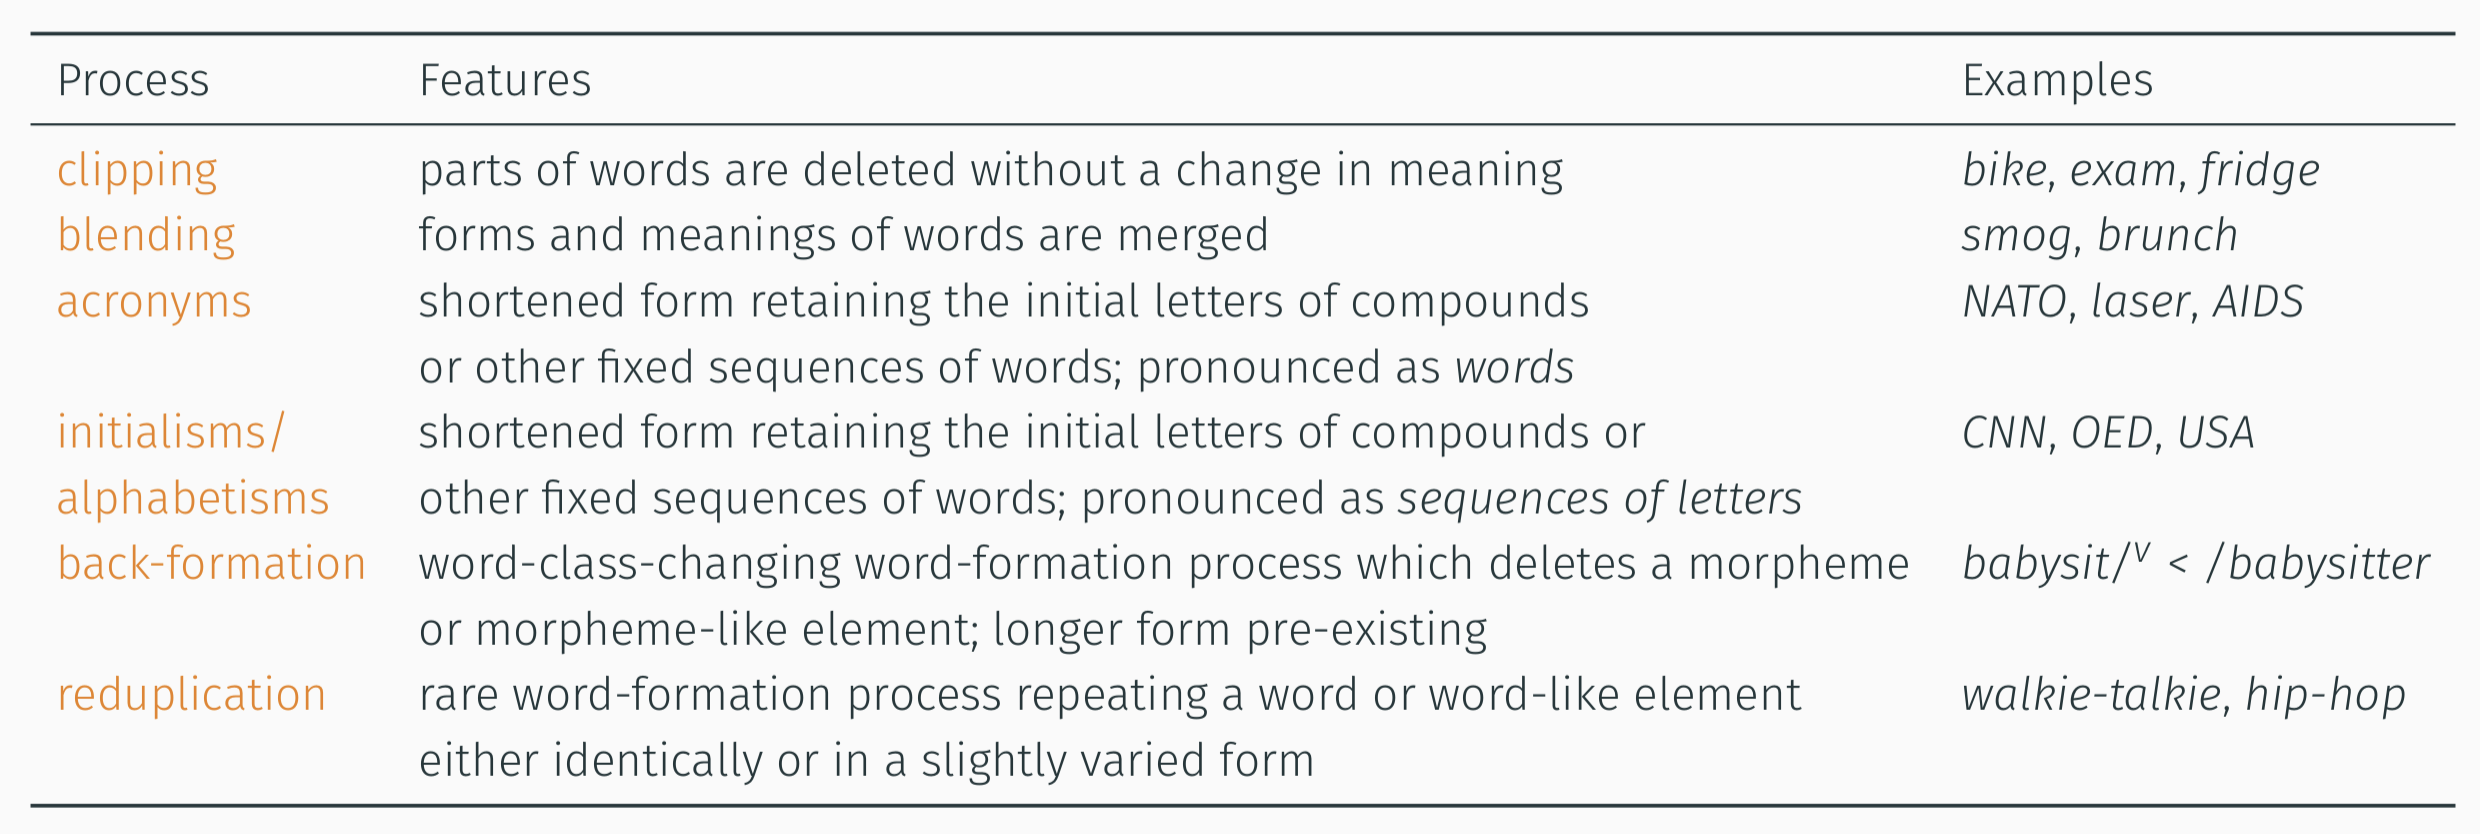 Process Features Examples
clipping parts of words are deleted without a change in meaning bike, exam, fridge
blending forms and meanings of words are merged smog, brunch
acronyms shortened form retaining the initial letters of compounds NATO, laser, AIDS
or other fixed sequences of words; pronounced as words
initialisms/ shortened form retaining the initial letters of compounds or CNN, OED, USA
alphabetisms other fixed sequences of words; pronounced as sequences of letters
back-formation word-class-changing word-formation process which deletes a morpheme babysit/ᵛ < /babysitter
or morpheme-like element; longer form pre-existing
reduplication rare word-formation process repeating a word or word-like element walkie-talkie, hip-hop
either identically or in a slightly varied form